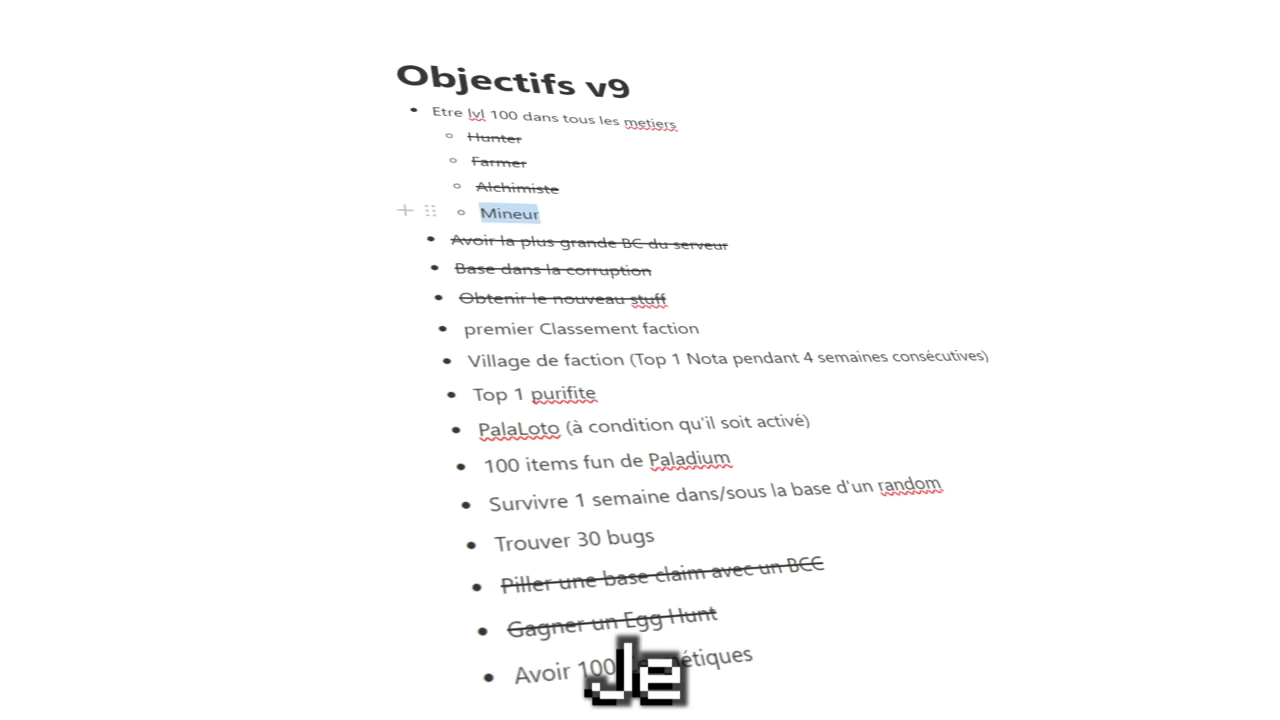 Objectifs v9
Etre lvl 100 dans tous les metiers
Hunter
Farmer
Alchimiste
Mineur
Avoir la plus grande BC du serveur
Base dans la corruption
Obtenir le nouveau stuff
premier Classement faction
Village de faction (Top 1 Nota pendant 4 semaines consécutives)
Top 1 purifite
PalaLoto (à condition qu'il soit activé)
100 items fun de Paladium
Survivre 1 semaine dans/sous la base d'un random
Trouver 30 bugs
Piller une base claim avec un BCC
Gagner un Egg Hunt
Avoir 100
Je